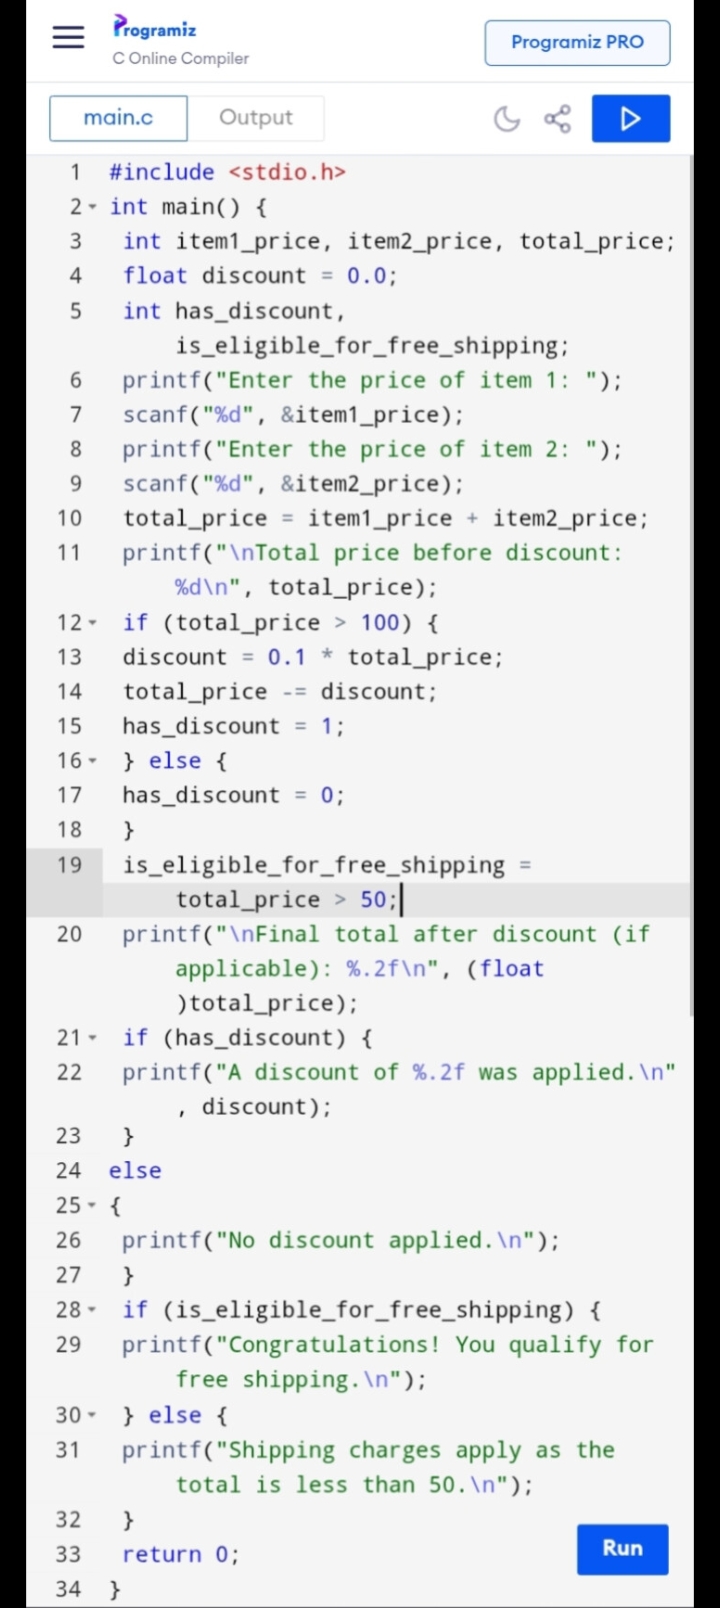 Programiz
C Online Compiler
Programiz PRO
main.c
Output
1 #include <stdio.h>
2 int main() {
3 int item1_price, item2_price, total_price;
4 float discount = 0.0;
5 int has_discount,
is_eligible_for_free_shipping;
6 printf("Enter the price of item 1: ");
7 scanf("%d", &item1_price);
8 printf("Enter the price of item 2: ");
9 scanf("%d", &item2_price);
10 total_price = item1_price + item2_price;
11 printf("\nTotal price before discount:
%d\n", total_price);
12 if (total_price > 100) {
13 discount = 0.1 * total_price;
14 total_price -= discount;
15 has_discount = 1;
16 } else {
17 has_discount = 0;
18 }
19 is_eligible_for_free_shipping =
total_price > 50;
20 printf("\nFinal total after discount (if
applicable): %.2f\n", (float
)total_price);
21 if (has_discount) {
22 printf("A discount of %.2f was applied.\n"
, discount);
23 }
24 else
25 {
26 printf("No discount applied.\n");
27 }
28 if (is_eligible_for_free_shipping) {
29 printf("Congratulations! You qualify for
free shipping.\n");
30 } else {
31 printf("Shipping charges apply as the
total is less than 50.\n");
32 }
33 return 0;
34 }
Run